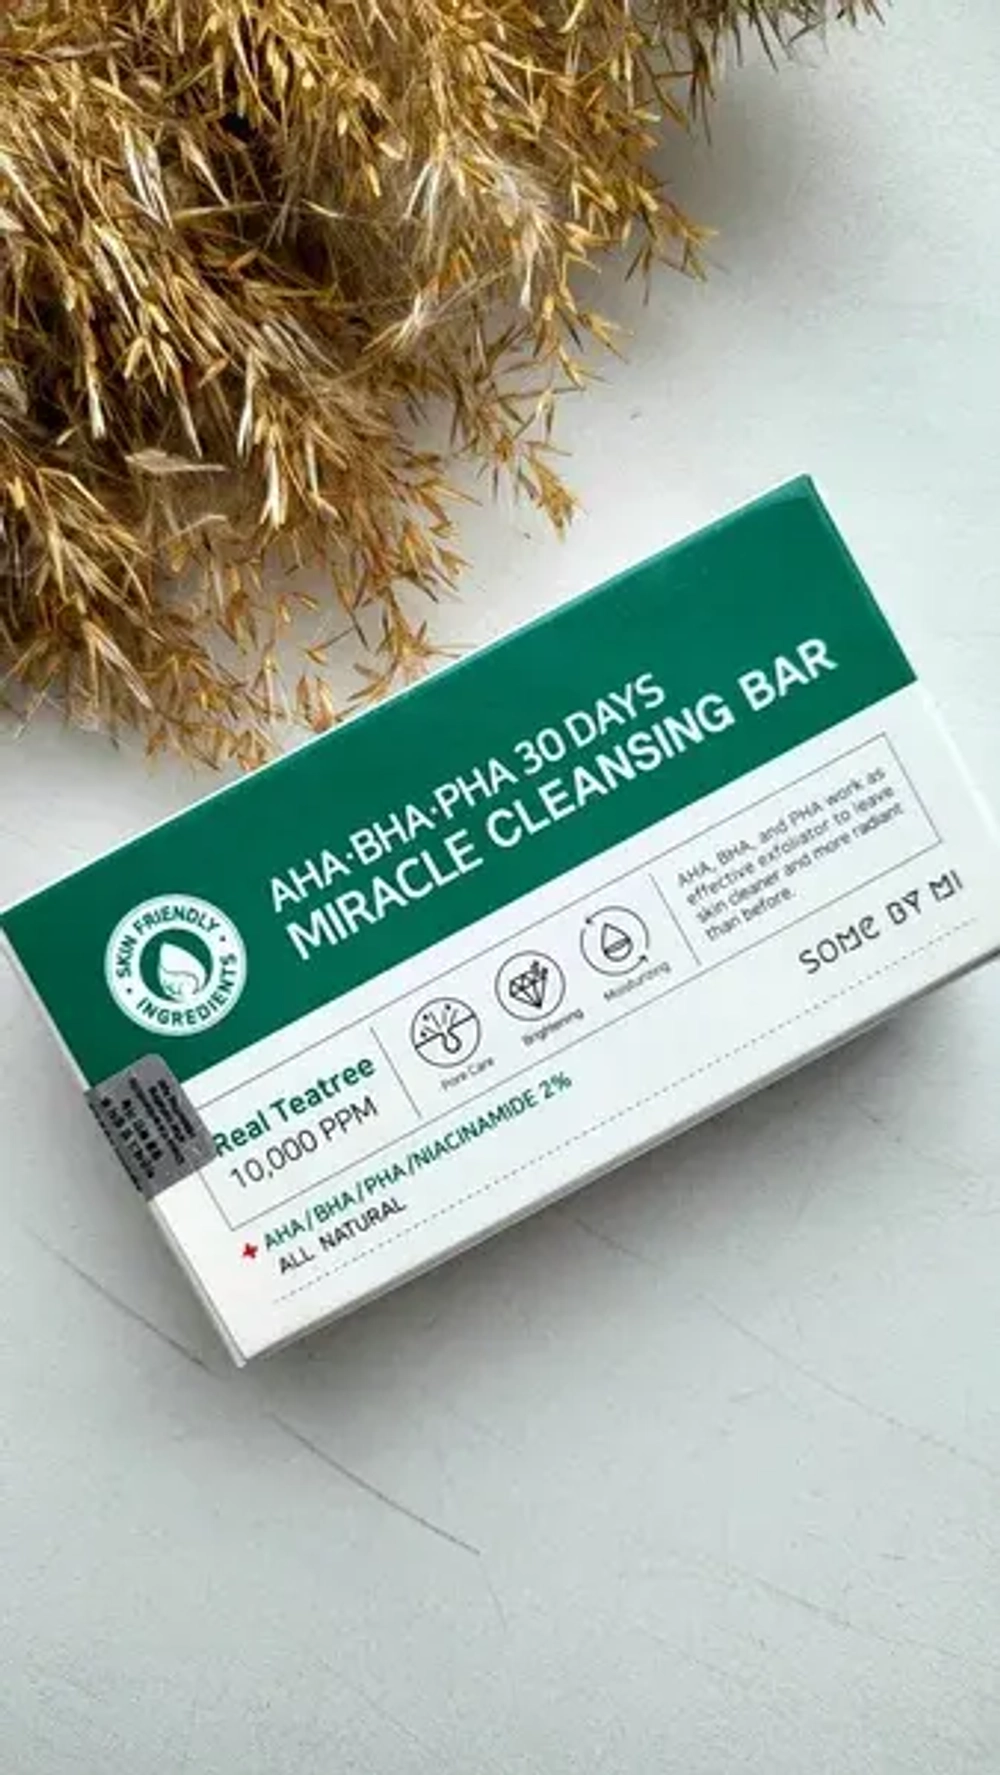 AHA·BHA·PHA 30 DAYS
MIRACLE CLEANSING BAR
SKIN FRIENDLY
INGREDIENTS
Real Teatree
10,000 PPM
Pore Care
Brightening
Moisturizing
AHA, BHA, and PHA work as
effective exfoliator to leave
skin cleaner and more radiant
than before.
AHA/BHA/PHA/NIACINAMIDE 2%
ALL NATURAL
SOME BY MI